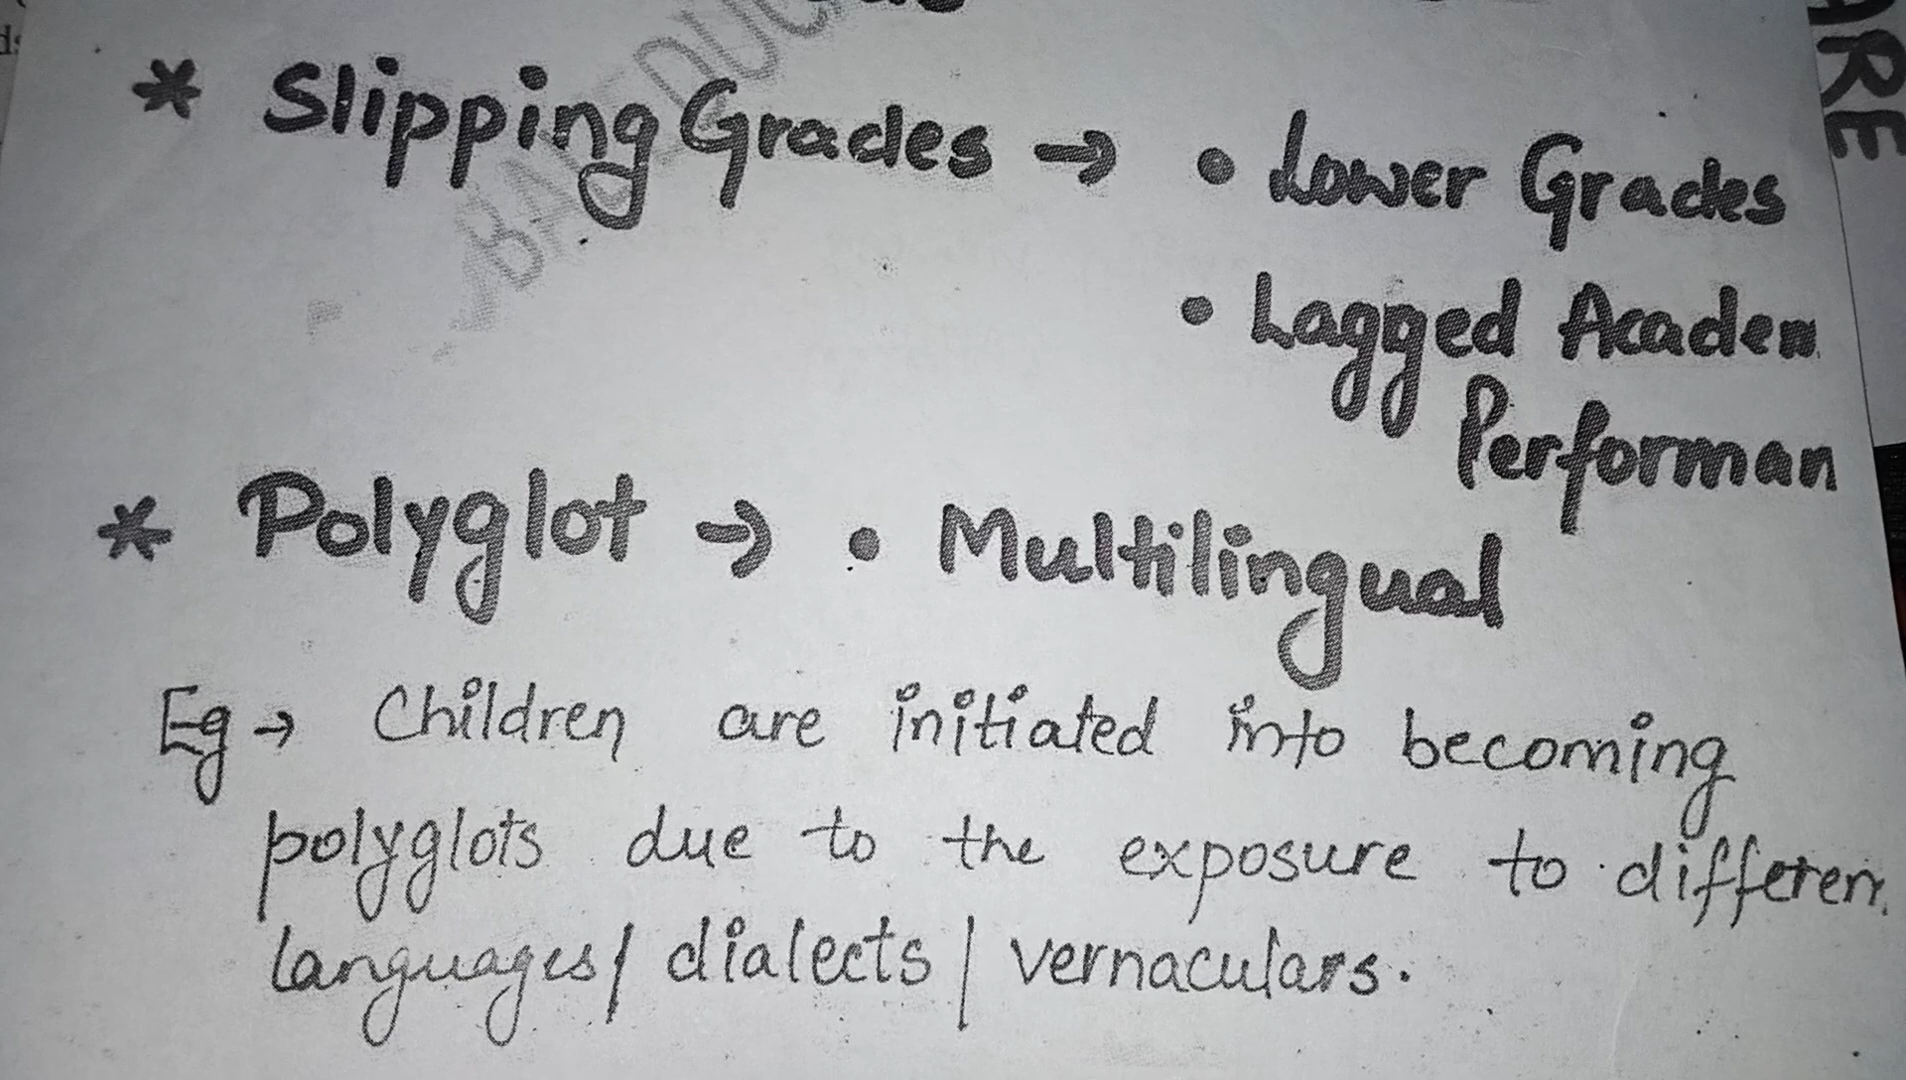 * Slipping Grades → • Lower Grades
• Lagged Academ
Performan
* Polyglot → • Multilingual
Eg → Children are initiated into becoming
polyglots due to the exposure to differen
languages / dialects / vernaculars.
ARE